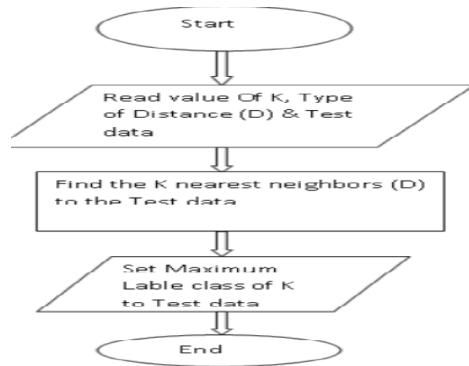 Start
Read value Of K, Type
of Distance (D) & Test
data
Find the K nearest neighbors (D)
to the Test data
Set Maximum
Lable class of K
to Test data
End